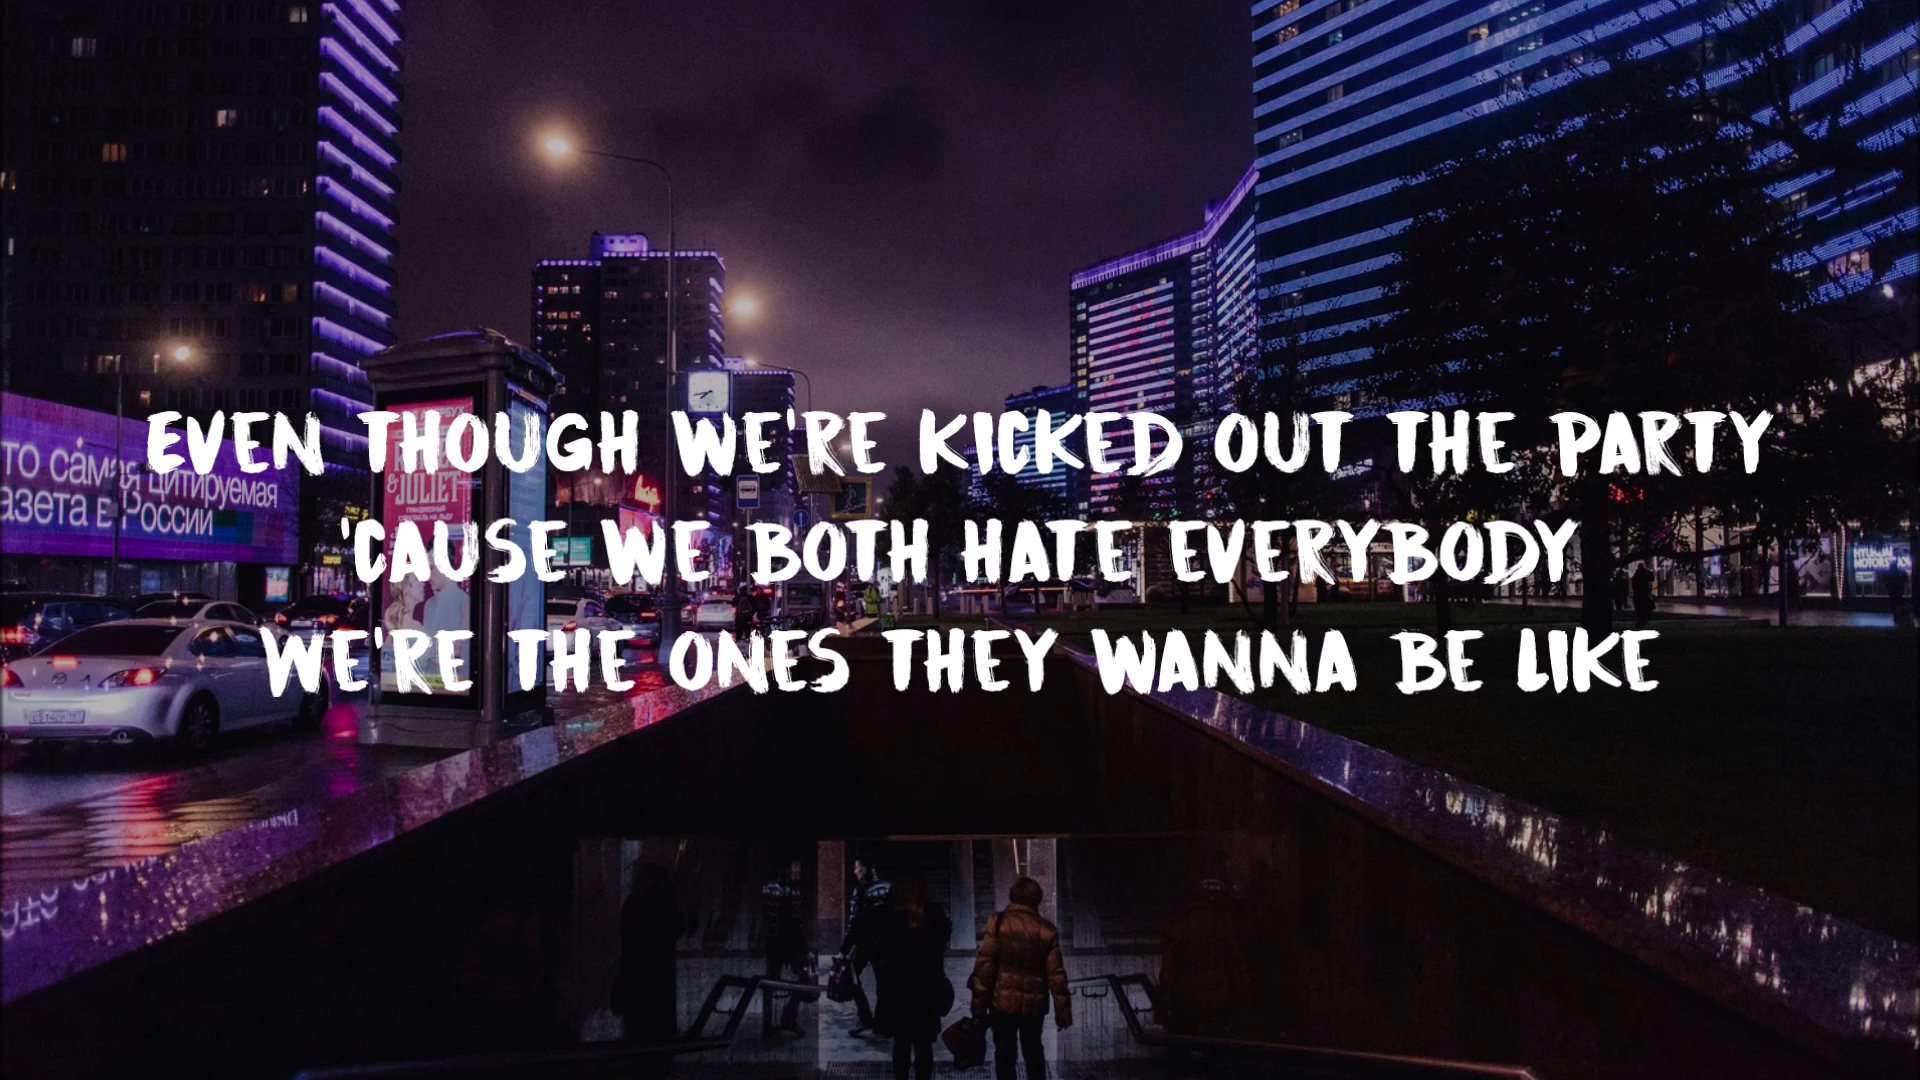 EVEN THOUGH WE'RE KICKED OUT THE PARTY
'CAUSE WE BOTH HATE EVERYBODY
WE'RE THE ONES THEY WANNA BE LIKE
то самая цитируемая
азета в России
& JULIET
HYUNDAI
MOTORS